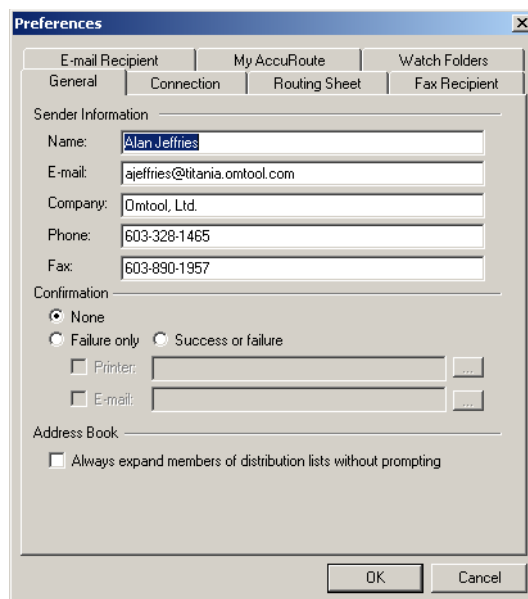 Preferences
E-mail Recipient My AccuRoute Watch Folders
General Connection Routing Sheet Fax Recipient
Sender Information
Name: Alan Jeffries
E-mail: ajeffries@titania.omtool.com
Company: Omtool, Ltd.
Phone: 603-328-1465
Fax: 603-890-1957
Confirmation
None
Failure only Success or failure
Printer: ...
E-mail: ...
Address Book
Always expand members of distribution lists without prompting
OK Cancel